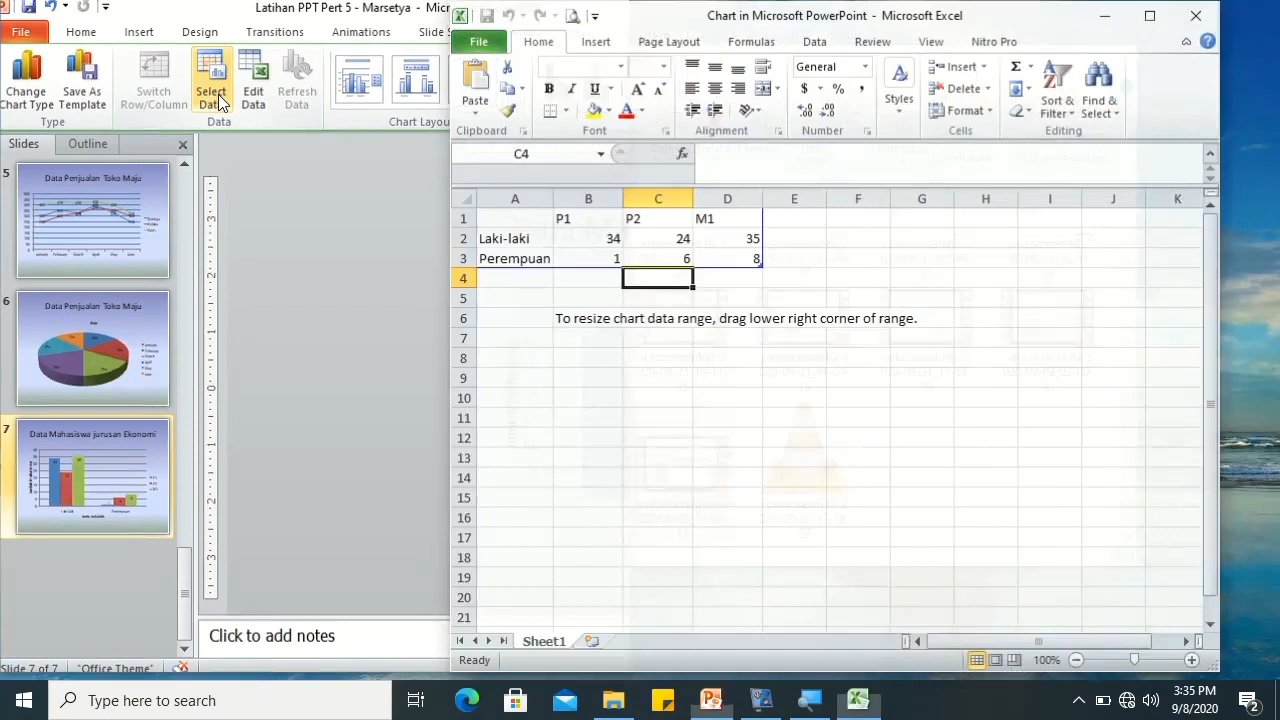 Latihan PPT Pert 5 - Marsetya - Micr
File Home Insert Design Transitions Animations Slide S
Change Chart Type
Save As Template
Switch Row/Column
Select Data
Edit Data
Refresh Data
Type Data Chart Layou
Slides Outline
5
Data Penjualan Toko Maju
6
Data Penjualan Toko Maju
7
Data Mahasiswa jurusan Ekonomi
Click to add notes
Slide 7 of 7 "Office Theme"
Chart in Microsoft PowerPoint - Microsoft Excel
File Home Insert Page Layout Formulas Data Review View Nitro Pro
Paste
General
Styles
Insert
Delete
Format
Sort & Filter
Find & Select
Clipboard Font Alignment Number Cells Editing
C4
A B C D E F G H I J K
1 P1 P2 M1
2 Laki-laki 34 24 35
3 Perempuan 1 6 8
4
5
6 To resize chart data range, drag lower right corner of range.
7
8
9
10
11
12
13
14
15
16
17
18
19
20
21
Sheet1
Ready 100%
Type here to search
3:35 PM
9/8/2020
2